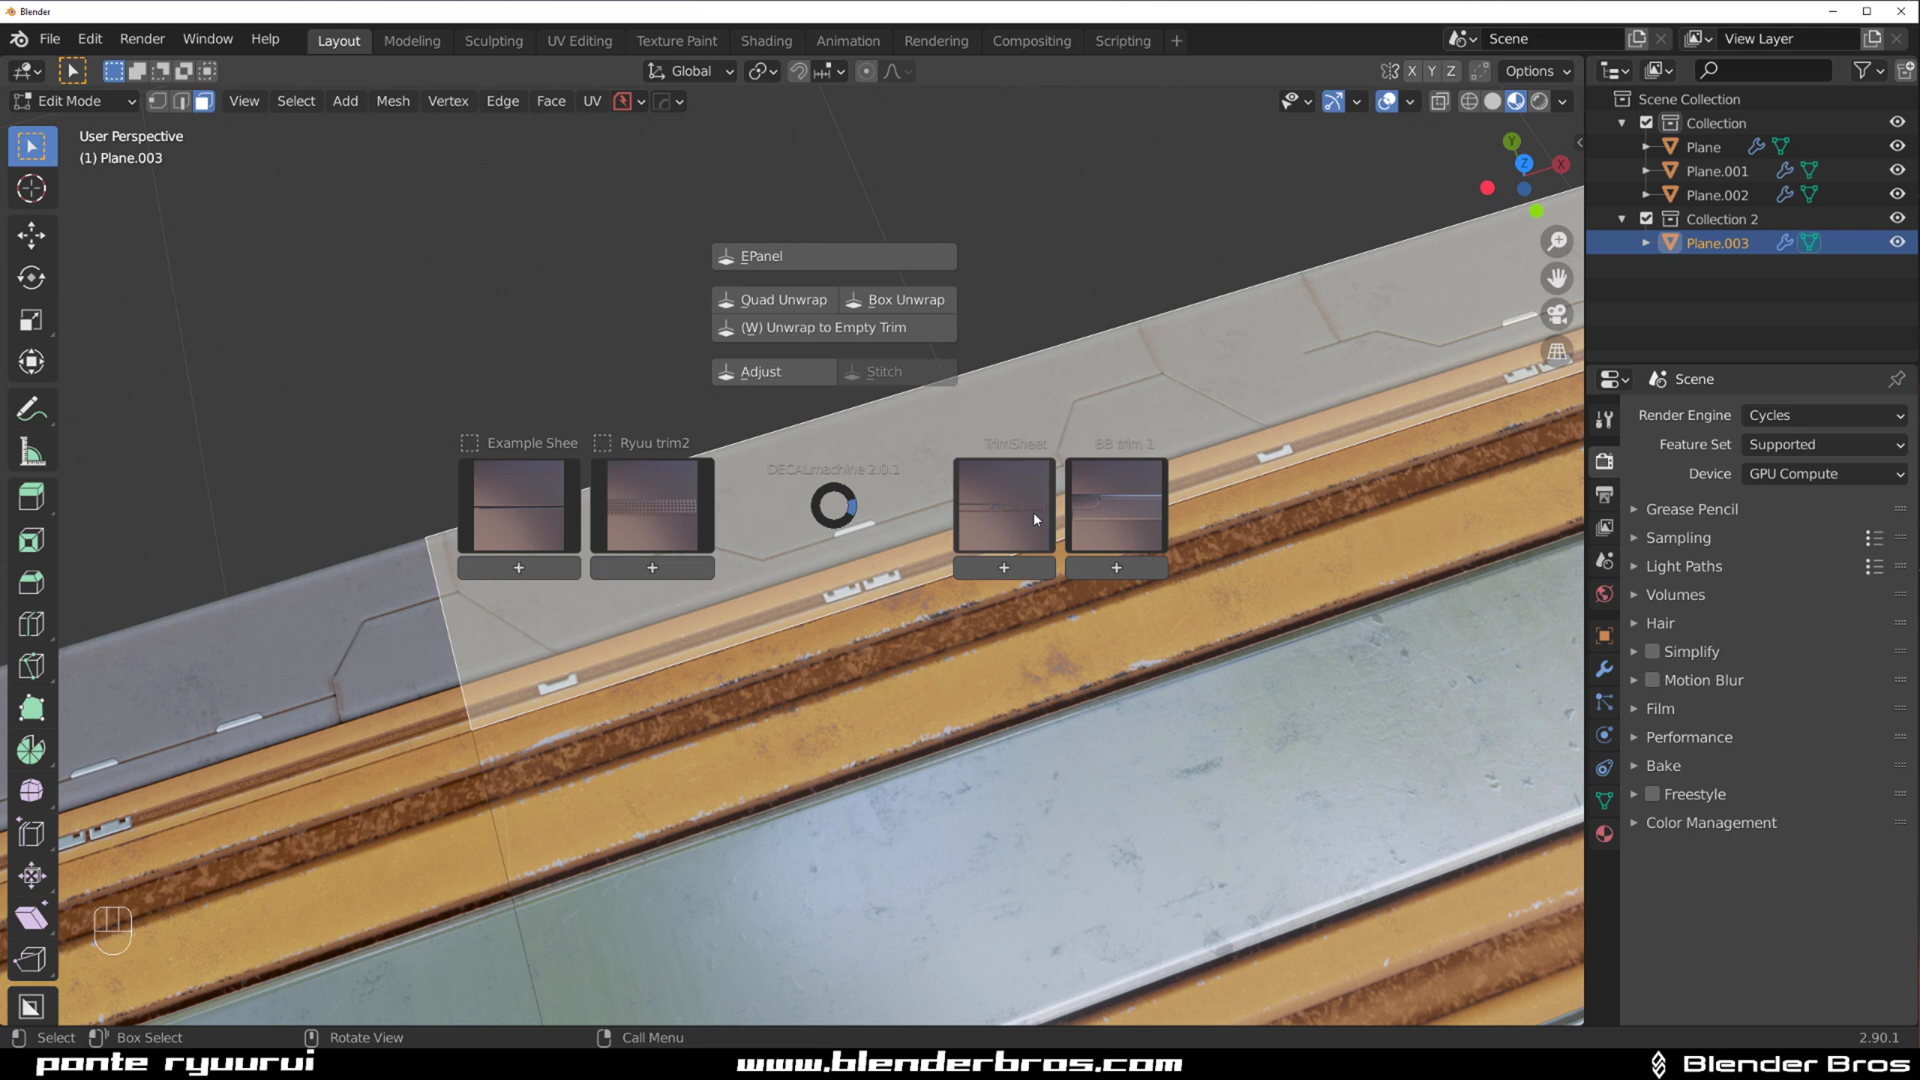 Blender
File Edit Render Window Help
Layout Modeling Sculpting UV Editing Texture Paint Shading Animation Rendering Compositing Scripting +
Scene
View Layer
Global
X Y Z
Options
Edit Mode
View Select Add Mesh Vertex Edge Face UV
User Perspective
(1) Plane.003
Y
Z
X
EPanel
Quad Unwrap
Box Unwrap
(W) Unwrap to Empty Trim
Adjust
Stitch
Example Shee
Ryuu trim2
DECALmachine 2.0.1
TrimSheet
BB trim 1
+
+
+
+
Scene Collection
Collection
Plane
Plane.001
Plane.002
Collection 2
Plane.003
Scene
Render Engine Cycles
Feature Set Supported
Device GPU Compute
Grease Pencil
Sampling
Light Paths
Volumes
Hair
Simplify
Motion Blur
Film
Performance
Bake
Freestyle
Color Management
Select
Box Select
Rotate View
Call Menu
2.90.1
ponte ryuurui
www.blenderbros.com
Blender Bros